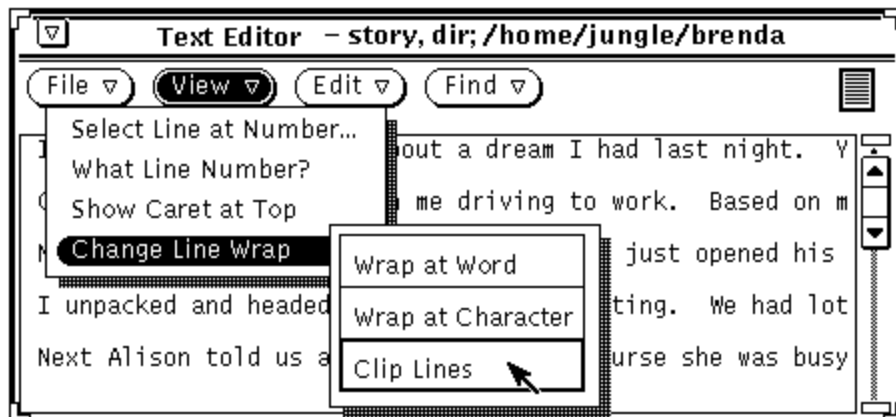 Text Editor – story, dir; /home/jungle/brenda
File View Edit Find
Select Line at Number...
What Line Number?
Show Caret at Top
Change Line Wrap
Wrap at Word
Wrap at Character
Clip Lines
a dream I had last night. Y
me driving to work. Based on m
just opened his
I unpacked and headed We had lot
Next Alison told us she was busy